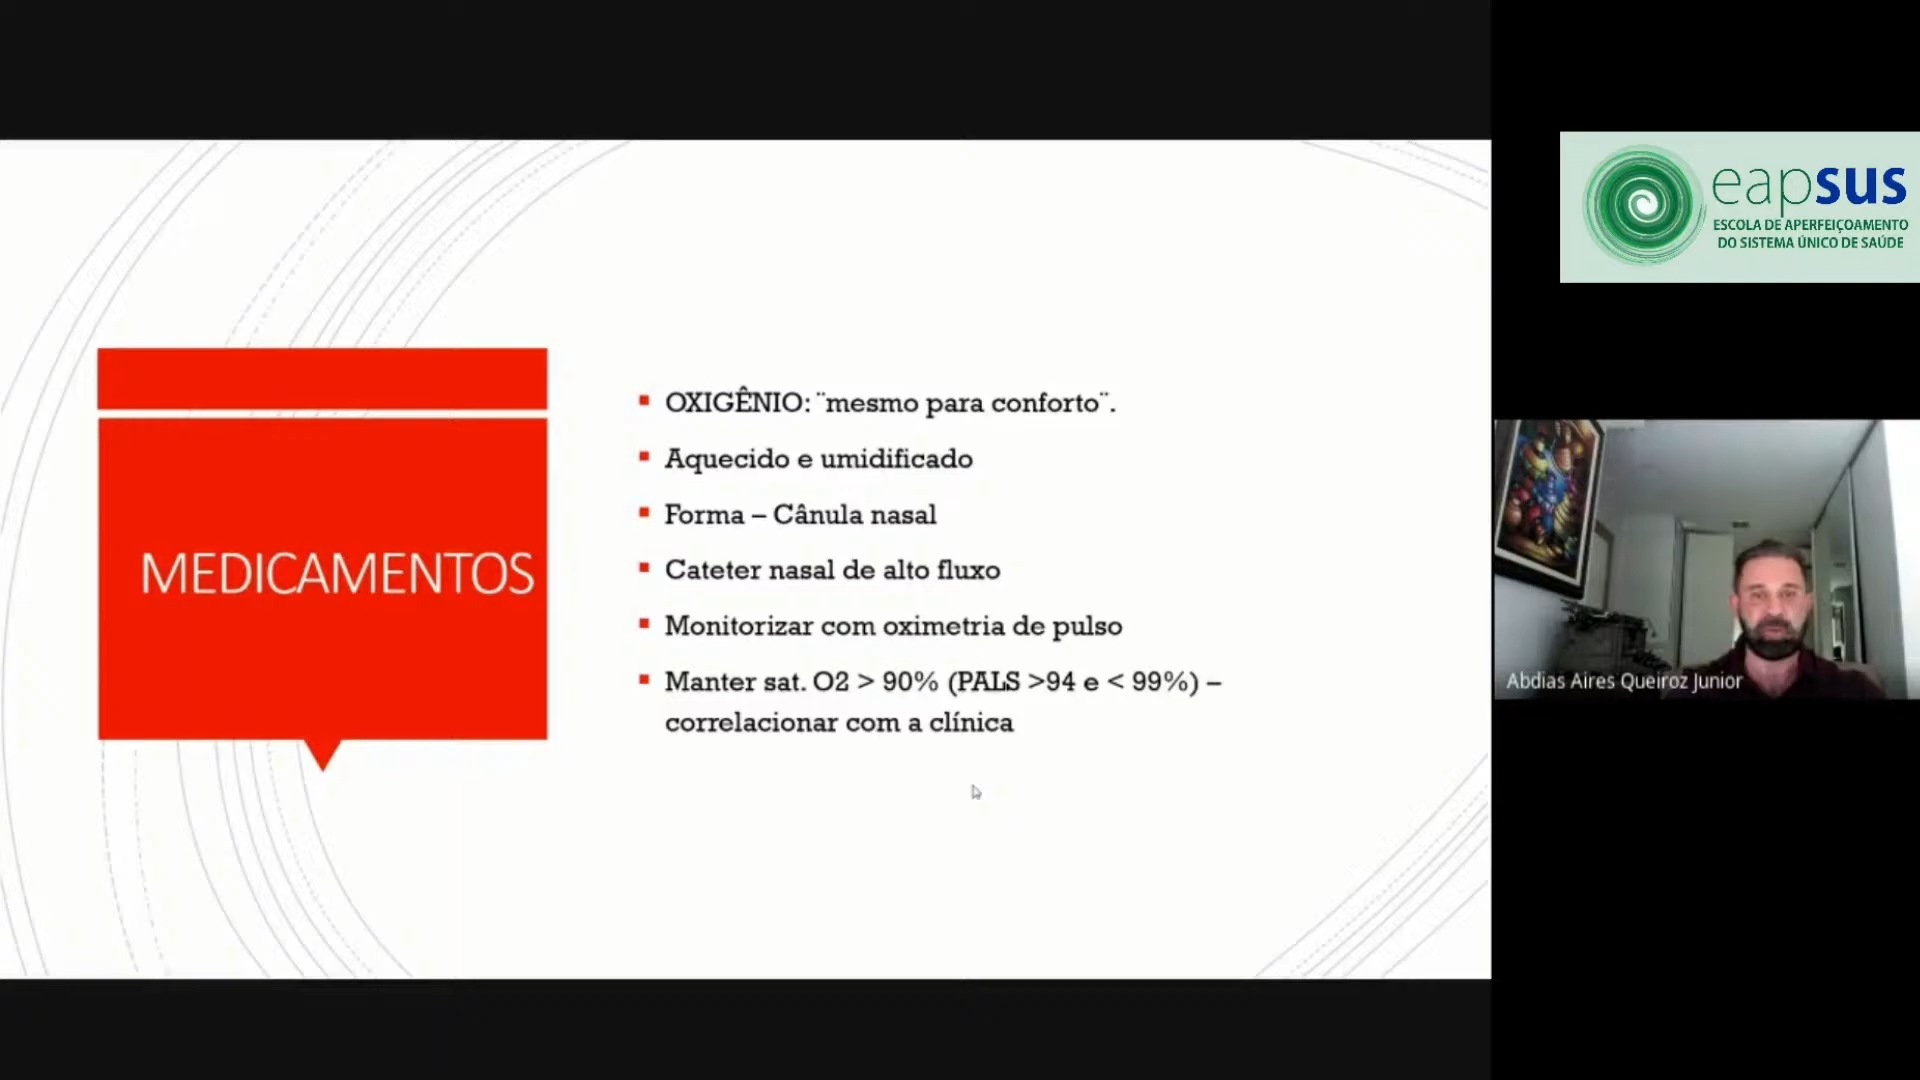 MEDICAMENTOS
OXIGÊNIO: ¨mesmo para conforto¨.
Aquecido e umidificado
Forma – Cânula nasal
Cateter nasal de alto fluxo
Monitorizar com oximetria de pulso
Manter sat. O2 > 90% (PALS >94 e < 99%) –
correlacionar com a clínica
eapsus
ESCOLA DE APERFEIÇOAMENTO
DO SISTEMA ÚNICO DE SAÚDE
Abdias Aires Queiroz Junior